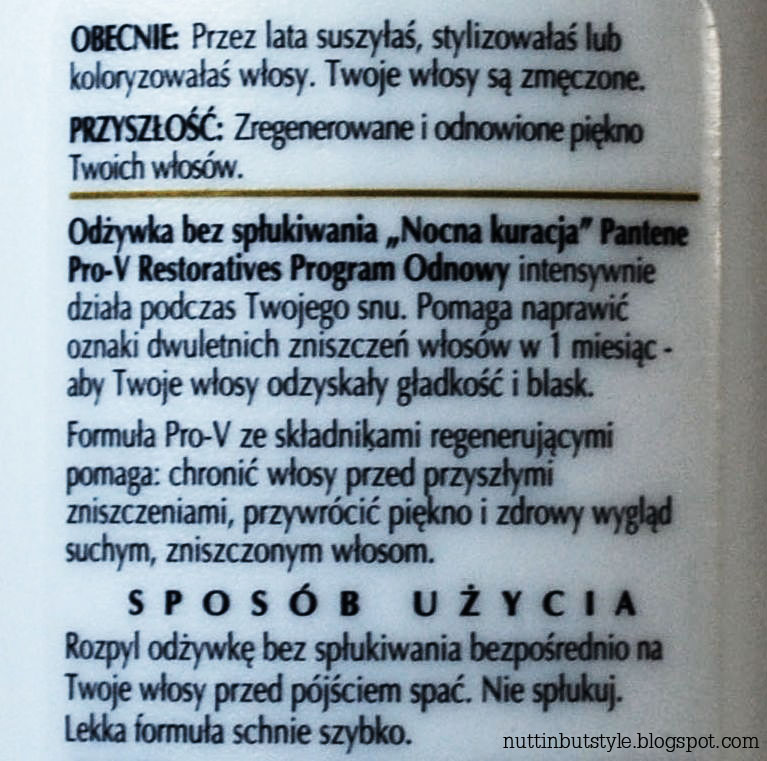 OBECNIE: Przez lata suszyłaś, stylizowałaś lub
koloryzowałaś włosy. Twoje włosy są zmęczone.
PRZYSZŁOŚĆ: Zregenerowane i odnowione piękno
Twoich włosów.
Odżywka bez spłukiwania „Nocna kuracja” Pantene
Pro-V Restoratives Program Odnowy intensywnie
działa podczas Twojego snu. Pomaga naprawić
oznaki dwuletnich zniszczeń włosów w 1 miesiąc -
aby Twoje włosy odzyskały gładkość i blask.
Formuła Pro-V ze składnikami regenerującymi
pomaga: chronić włosy przed przyszłymi
zniszczeniami, przywrócić piękno i zdrowy wygląd
suchym, zniszczonym włosom.
SPOSÓB UŻYCIA
Rozpyl odżywkę bez spłukiwania bezpośrednio na
Twoje włosy przed pójściem spać. Nie spłukuj.
Lekka formuła schnie szybko.
nuttinbutstyle.blogspot.com